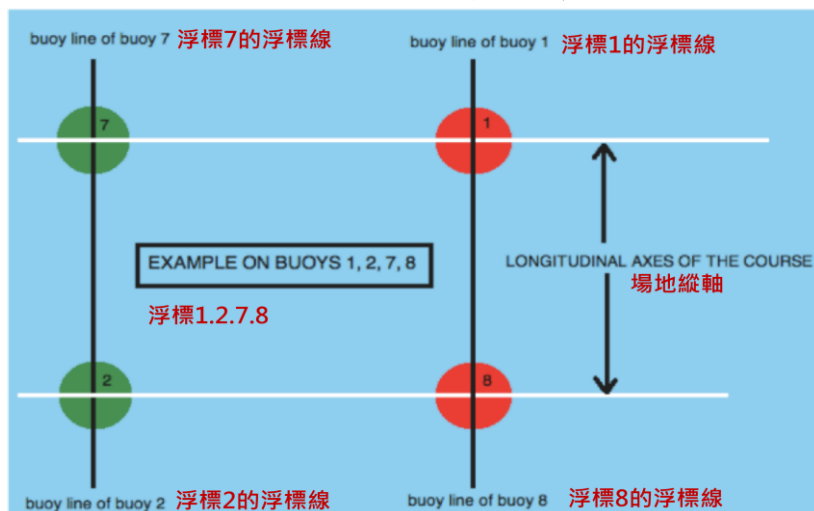 buoy line of buoy 7 浮標7的浮標線
buoy line of buoy 1 浮標1的浮標線
7
1
EXAMPLE ON BUOYS 1, 2, 7, 8
LONGITUDINAL AXES OF THE COURSE
場地縱軸
浮標1.2.7.8
2
8
buoy line of buoy 2 浮標2的浮標線
buoy line of buoy 8 浮標8的浮標線